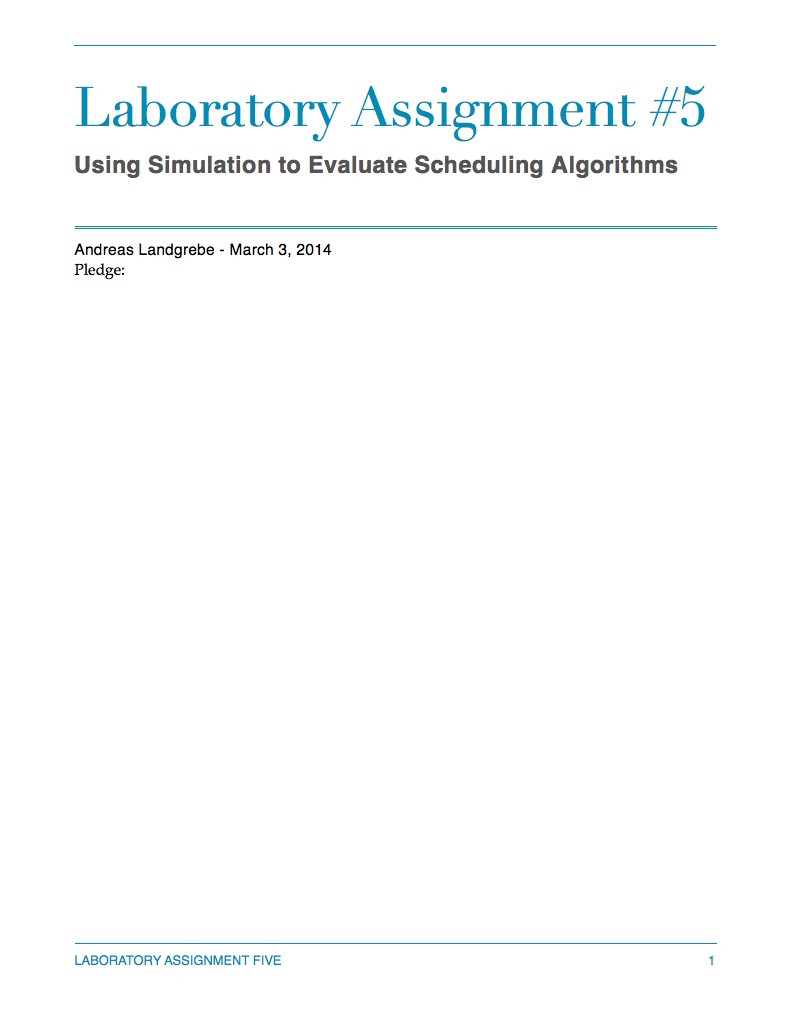 Laboratory Assignment #5
Using Simulation to Evaluate Scheduling Algorithms
Andreas Landgrebe - March 3, 2014
Pledge:
LABORATORY ASSIGNMENT FIVE 1